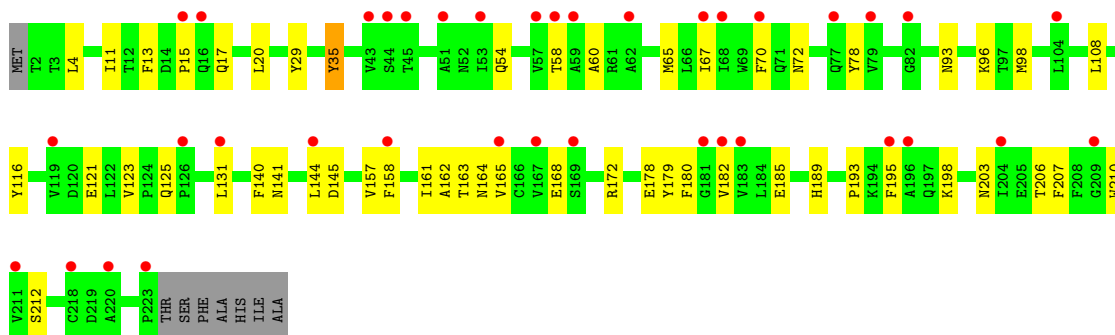 MET T2 T3 L4 I11 T12 F13 D14 P15 Q16 Q17 L20 Y29 Y35 V43 S44 T45 A51 N52 I53 Q54 V57 T58 A59 A60 R61 A62 M65 L66 I67 I68 W69 F70 Q71 N72 Q77 Y78 V79 G82 N93 K96 T97 M98 L104 L108
Y116 V119 D120 E121 L122 V123 P124 Q125 P126 L131 F140 N141 L144 D145 V157 F158 I161 A162 T163 N164 V165 C166 V167 E168 S169 R172 E178 Y179 F180 G181 V182 V183 L184 E185 H189 P193 K194 F195 A196 Q197 K198 N203 I204 E205 T206 F207 F208 G209 W210
V211 S212 C218 D219 A220 P223 THR SER PHE ALA HIS ILE ALA